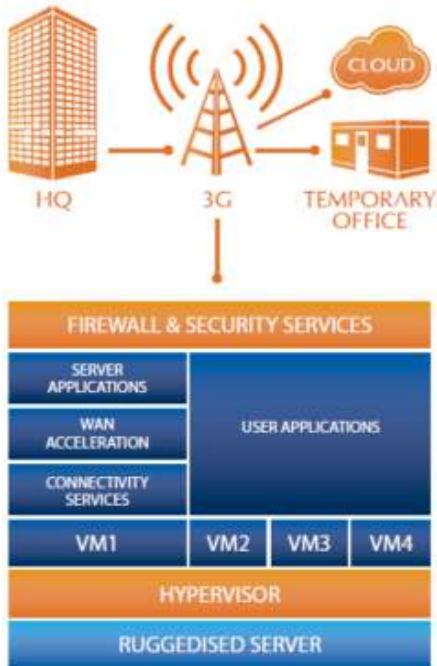 CLOUD
HQ
3G
TEMPORARY
OFFICE
FIREWALL & SECURITY SERVICES
SERVER
APPLICATIONS
WAN
ACCELERATION
CONNECTIVITY
SERVICES
USER APPLICATIONS
VM1
VM2
VM3
VM4
HYPERVISOR
RUGGEDISED SERVER